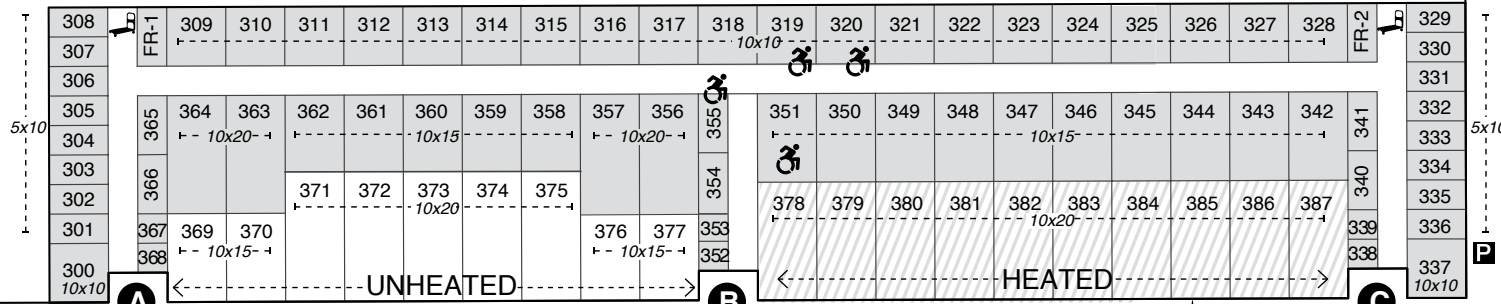 308 FR-1 309 310 311 312 313 314 315 316 317 318 319 320 321 322 323 324 325 326 327 328 FR-2 329
307 10x10 330
306 331
305 365 364 363 362 361 360 359 358 357 356 355 351 350 349 348 347 346 345 344 343 342 341 332
5x10 304 10x20 10x15 10x20 10x15 333 5x10
303 366 354 340 334
302 371 372 373 374 375 378 379 380 381 382 383 384 385 386 387 335
10x20 10x20
301 367 369 370 376 377 353 339 336
368 10x15 10x15 352 338 P
300 UNHEATED HEATED 337
10x10 A B C 10x10